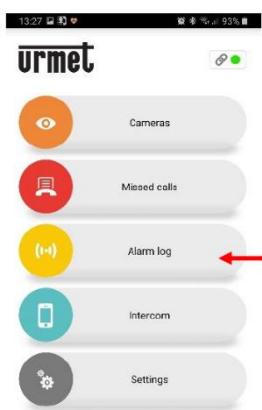 13:27 93%
urmet
Cameras
Missed calls
Alarm log
Intercom
Settings